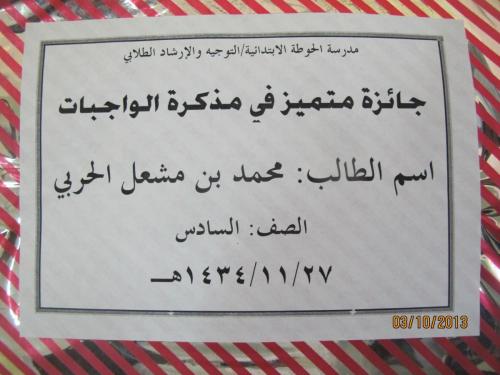 مدرسة الحوطة الابتدائية/التوجيه والإرشاد الطلابي
جائزة متميز في مذكرة الواجبات
اسم الطالب: محمد بن مشعل الحربي
الصف: السادس
١٤٣٤/١١/٢٧هـ
03/10/2013